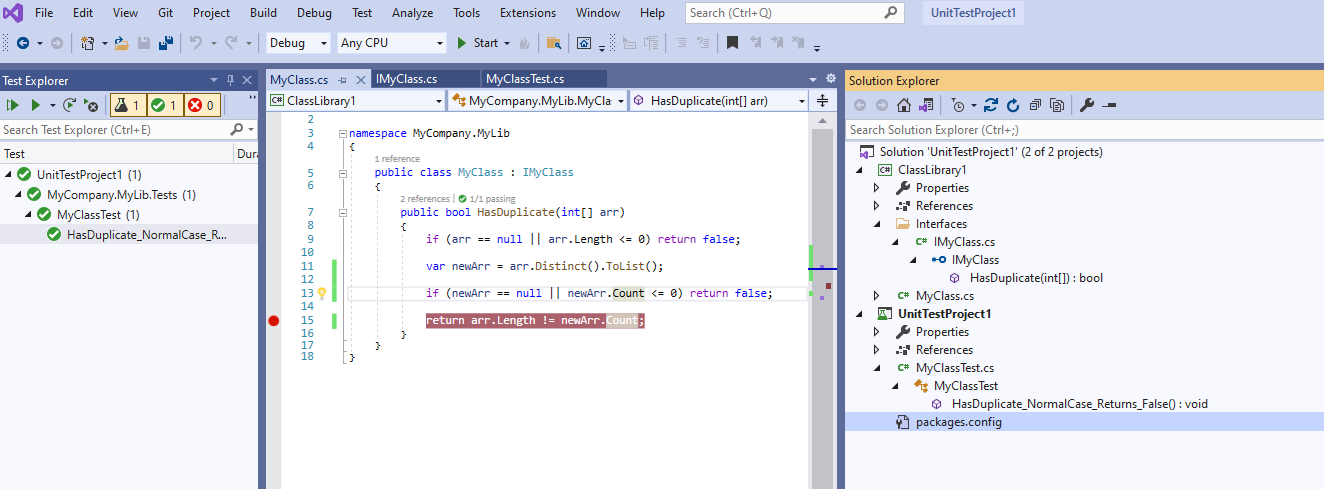 File Edit View Git Project Build Debug Test Analyze Tools Extensions Window Help Search (Ctrl+Q) UnitTestProject1
Debug Any CPU Start
Test Explorer
1 1 0
Search Test Explorer (Ctrl+E)
Test Dura
UnitTestProject1 (1)
MyCompany.MyLib.Tests (1)
MyClassTest (1)
HasDuplicate_NormalCase_R...
MyClass.cs IMyClass.cs MyClassTest.cs
C# ClassLibrary1 MyCompany.MyLib.MyClas HasDuplicate(int[] arr)
2
3 namespace MyCompany.MyLib
4 {
1 reference
5 public class MyClass : IMyClass
6 {
2 references | 1/1 passing
7 public bool HasDuplicate(int[] arr)
8 {
9 if (arr == null || arr.Length <= 0) return false;
10
11 var newArr = arr.Distinct().ToList();
12
13 if (newArr == null || newArr.Count <= 0) return false;
14
15 return arr.Length != newArr.Count;
16 }
17 }
18 }
Solution Explorer
Search Solution Explorer (Ctrl+;)
Solution 'UnitTestProject1' (2 of 2 projects)
C# ClassLibrary1
Properties
References
Interfaces
C# IMyClass.cs
IMyClass
HasDuplicate(int[]) : bool
C# MyClass.cs
UnitTestProject1
Properties
References
C# MyClassTest.cs
MyClassTest
HasDuplicate_NormalCase_Returns_False() : void
packages.config